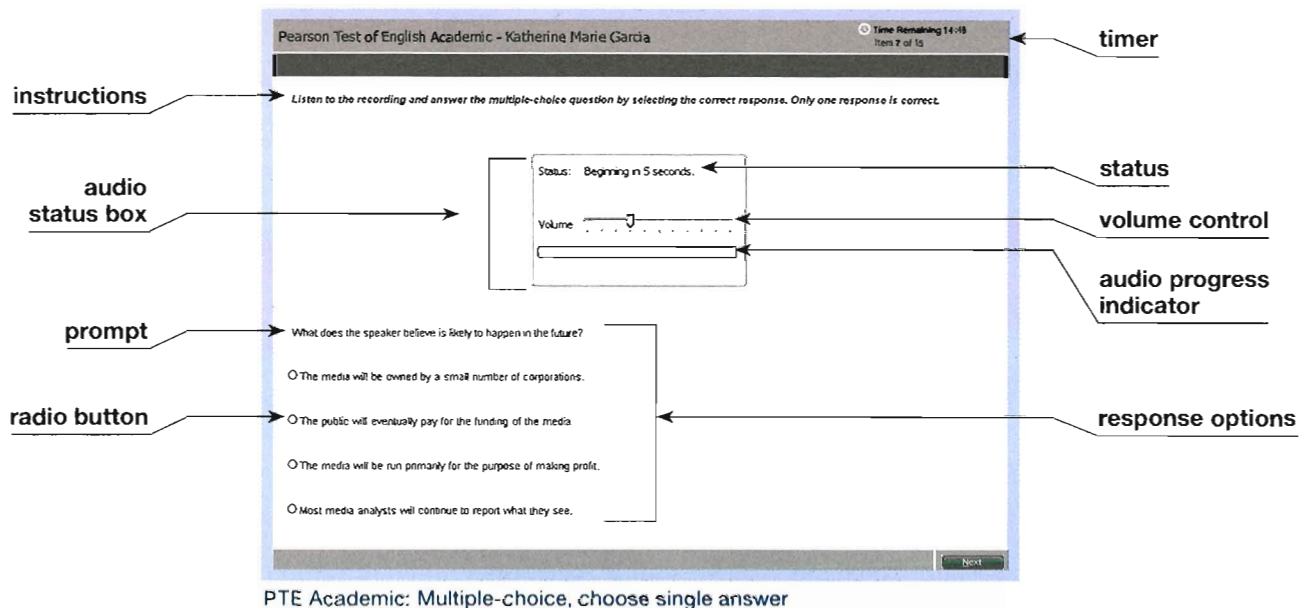 Pearson Test of English Academic - Katherine Marie Garcia
Time Remaining 14:48
Item 7 of 15
timer
instructions
Listen to the recording and answer the multiple-choice question by selecting the correct response. Only one response is correct.
audio
status box
Status: Beginning in 5 seconds.
status
Volume
volume control
audio progress
indicator
prompt
What does the speaker believe is likely to happen in the future?
The media will be owned by a small number of corporations.
radio button
The public will eventually pay for the funding of the media
response options
The media will be run primarily for the purpose of making profit.
Most media analysts will continue to report what they see.
Next
PTE Academic: Multiple-choice, choose single answer